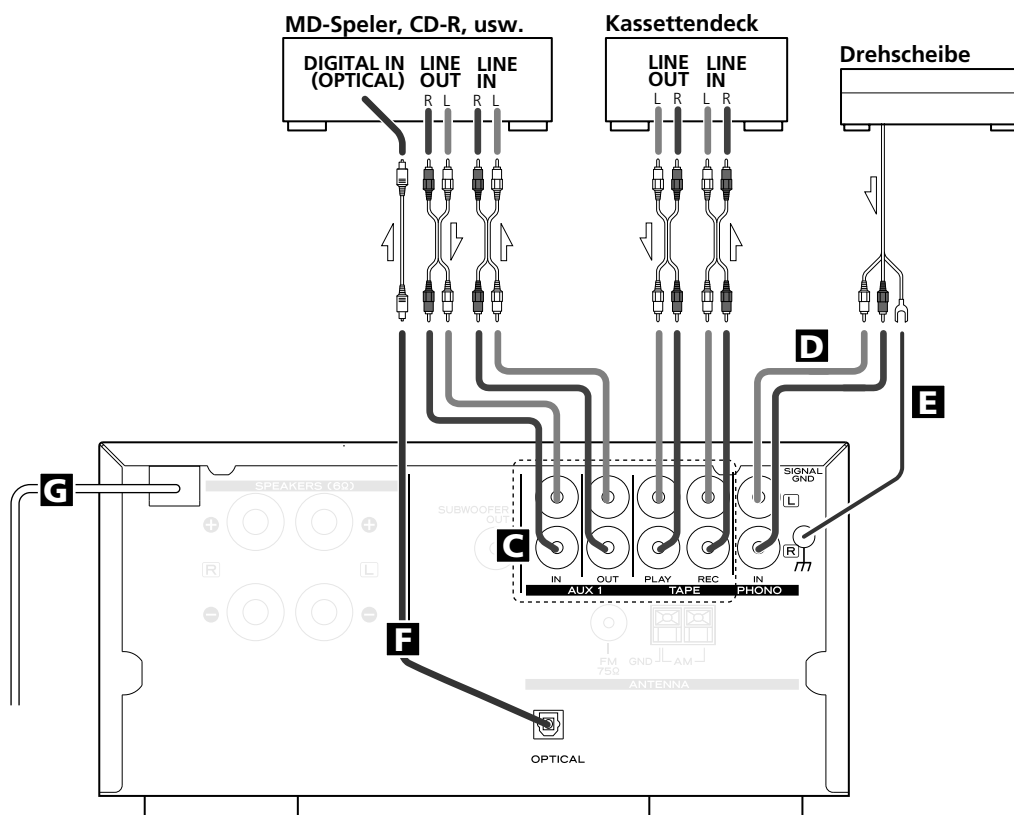 MD-Speler, CD-R, usw.
Kassettendeck
Drehscheibe
DIGITAL IN
(OPTICAL)
LINE
OUT
LINE
IN
R L R L
LINE
OUT
LINE
IN
L R L R
D
E
G
SPEAKERS (6Ω)
SUBWOOFER
OUT
SIGNAL
GND
L
C
R
R
L
IN
OUT
PLAY
REC
IN
AUX 1
TAPE
PHONO
F
FM
75Ω
GND
AM
ANTENNA
OPTICAL